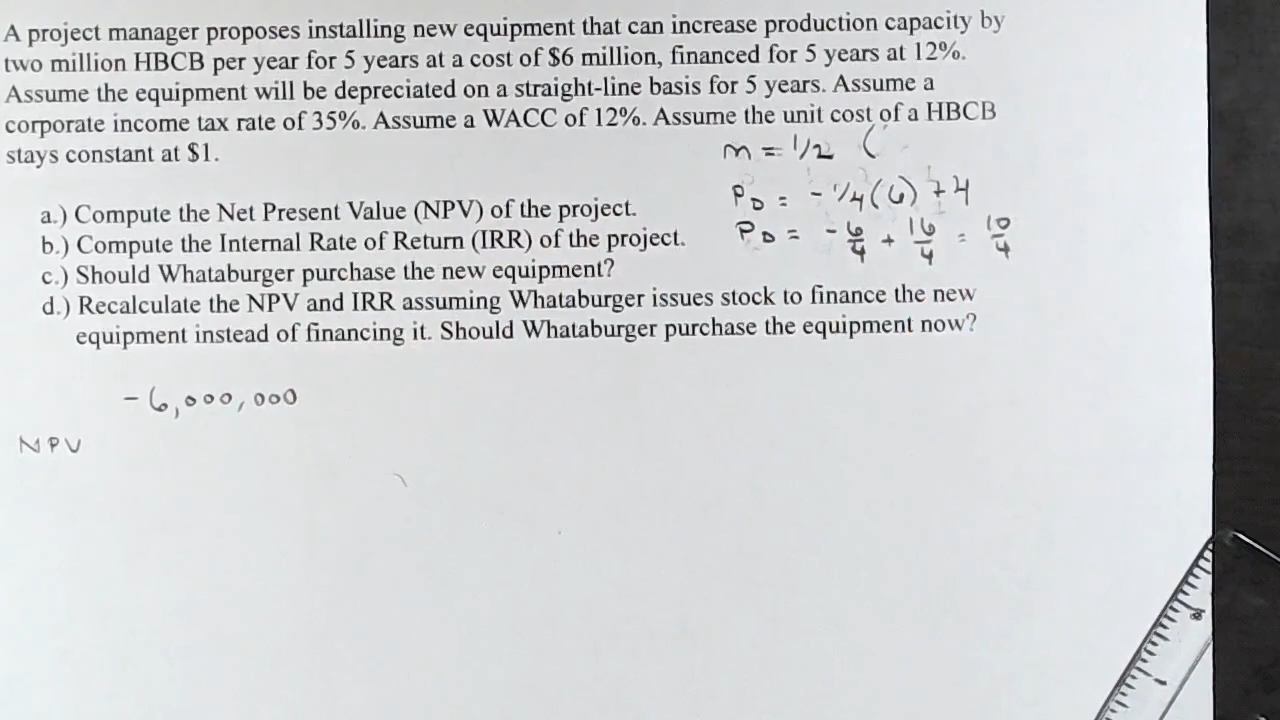 A project manager proposes installing new equipment that can increase production capacity by
two million HBCB per year for 5 years at a cost of $6 million, financed for 5 years at 12%.
Assume the equipment will be depreciated on a straight-line basis for 5 years. Assume a
corporate income tax rate of 35%. Assume a WACC of 12%. Assume the unit cost of a HBCB
stays constant at $1.
m = 1/2 (
P_D = - 1/4 (6) + 4
P_D = - 6/4 + 16/4 = 10/4
a.) Compute the Net Present Value (NPV) of the project.
b.) Compute the Internal Rate of Return (IRR) of the project.
c.) Should Whataburger purchase the new equipment?
d.) Recalculate the NPV and IRR assuming Whataburger issues stock to finance the new
equipment instead of financing it. Should Whataburger purchase the equipment now?
-6,000,000
NPV